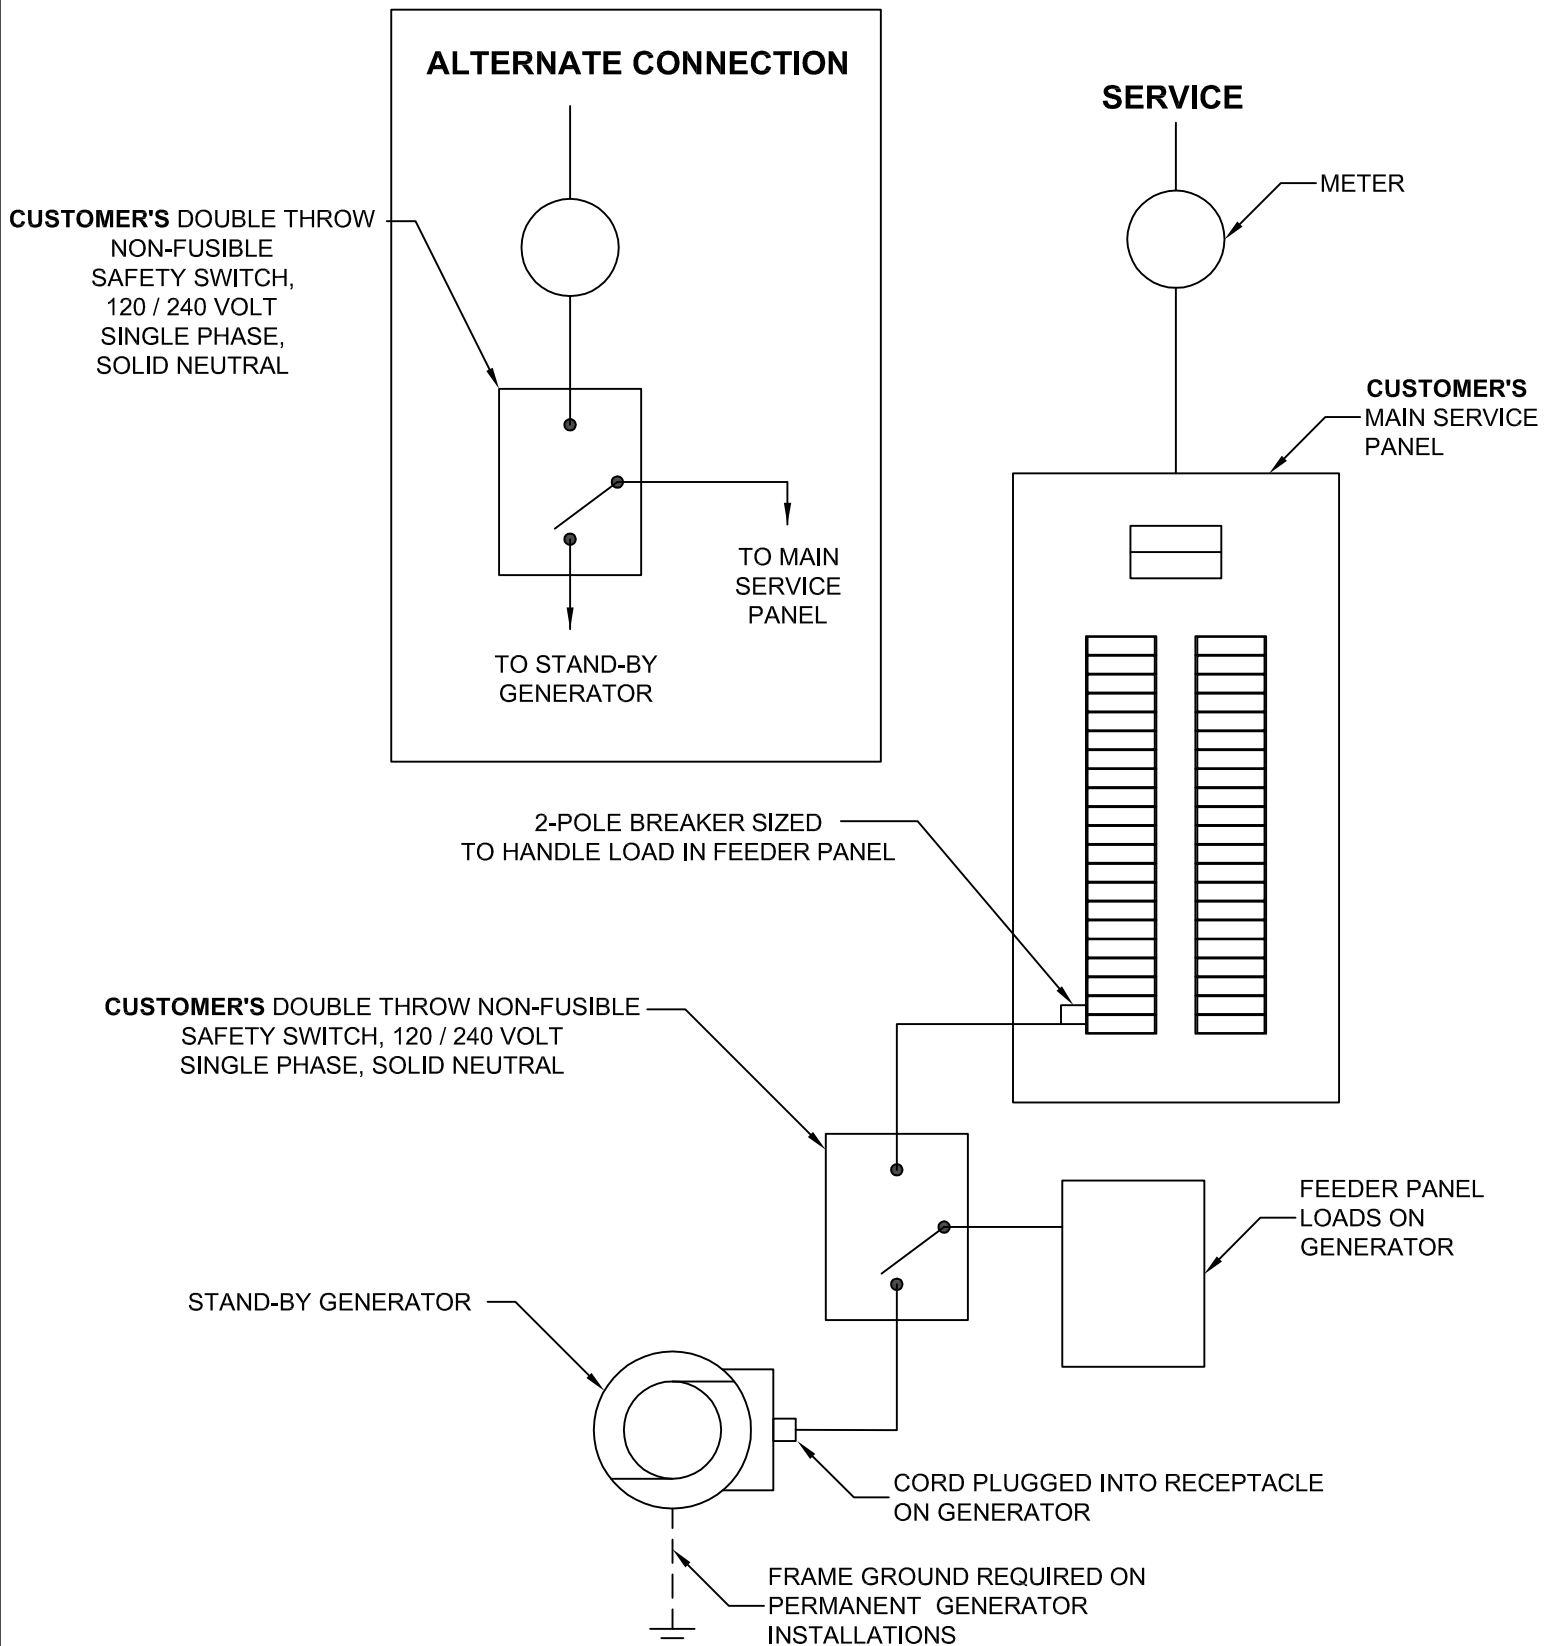 ALTERNATE CONNECTION
SERVICE
METER
CUSTOMER'S DOUBLE THROW
NON-FUSIBLE
SAFETY SWITCH,
120 / 240 VOLT
SINGLE PHASE,
SOLID NEUTRAL
CUSTOMER'S
MAIN SERVICE
PANEL
TO MAIN
SERVICE
PANEL
TO STAND-BY
GENERATOR
2-POLE BREAKER SIZED
TO HANDLE LOAD IN FEEDER PANEL
CUSTOMER'S DOUBLE THROW NON-FUSIBLE
SAFETY SWITCH, 120 / 240 VOLT
SINGLE PHASE, SOLID NEUTRAL
FEEDER PANEL
LOADS ON
GENERATOR
STAND-BY GENERATOR
CORD PLUGGED INTO RECEPTACLE
ON GENERATOR
FRAME GROUND REQUIRED ON
PERMANENT GENERATOR
INSTALLATIONS